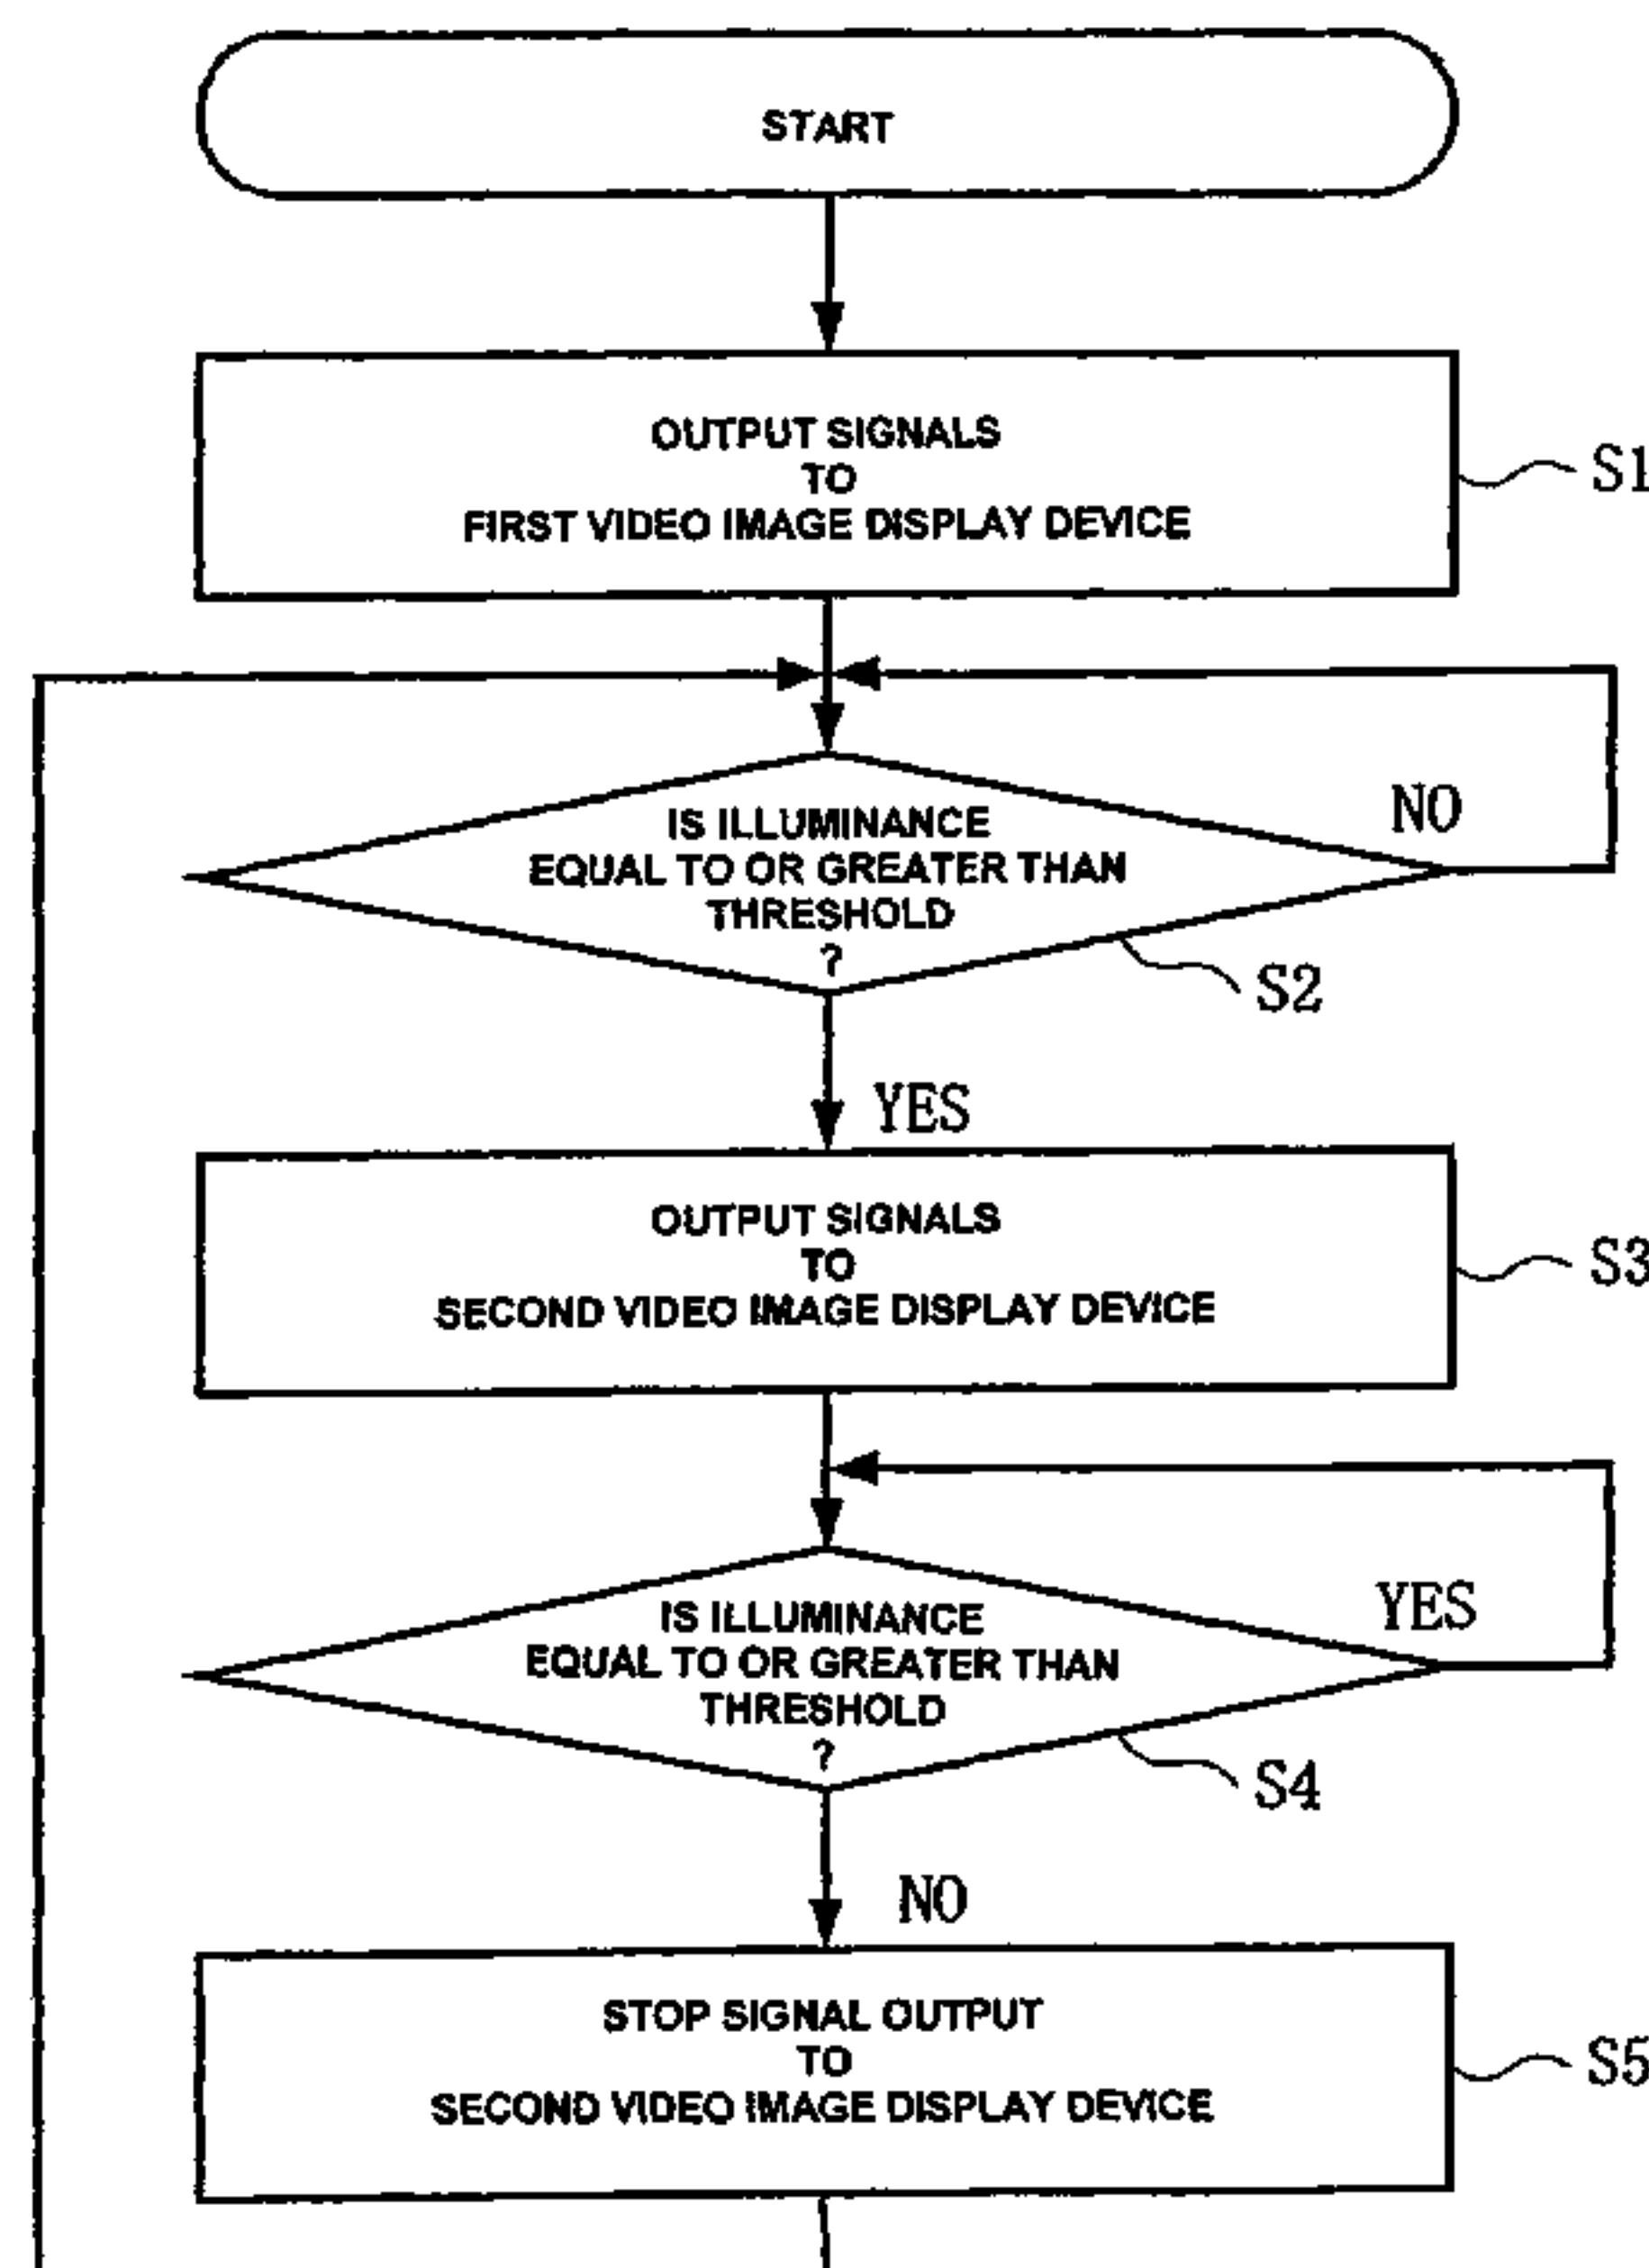 START
OUTPUT SIGNALS
TO
FIRST VIDEO IMAGE DISPLAY DEVICE
S1
NO
IS ILLUMINANCE
EQUAL TO OR GREATER THAN
THRESHOLD
?
S2
YES
OUTPUT SIGNALS
TO
SECOND VIDEO IMAGE DISPLAY DEVICE
S3
YES
IS ILLUMINANCE
EQUAL TO OR GREATER THAN
THRESHOLD
?
S4
NO
STOP SIGNAL OUTPUT
TO
SECOND VIDEO IMAGE DISPLAY DEVICE
S5